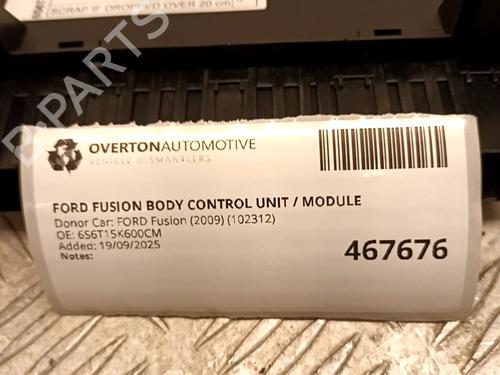 SCRAP IF DROPPED OVER 20 cm
B-PARTS
OVERTONAUTOMOTIVE
VEHICLE DISMANTLERS
FORD FUSION BODY CONTROL UNIT / MODULE
Donor Car: FORD Fusion (2009) (102312)
OE: 6S6T15K600CM
Added: 19/09/2025
Notes:
467676